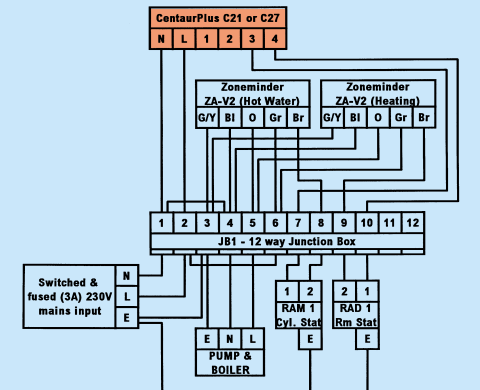 CentaurPlus C21 or C27
N L 1 2 3 4
Zoneminder
ZA-V2 (Hot Water)
G/Y Bl O Gr Br
Zoneminder
ZA-V2 (Heating)
G/Y Bl O Gr Br
1 2 3 4 5 6 7 8 9 10 11 12
JB1 - 12 way Junction Box
Switched &
fused (3A) 230V
mains input
N
L
E
E N L
PUMP &
BOILER
1 2
RAM 1
Cyl. Stat
E
2 1
RAD 1
Rm Stat
E